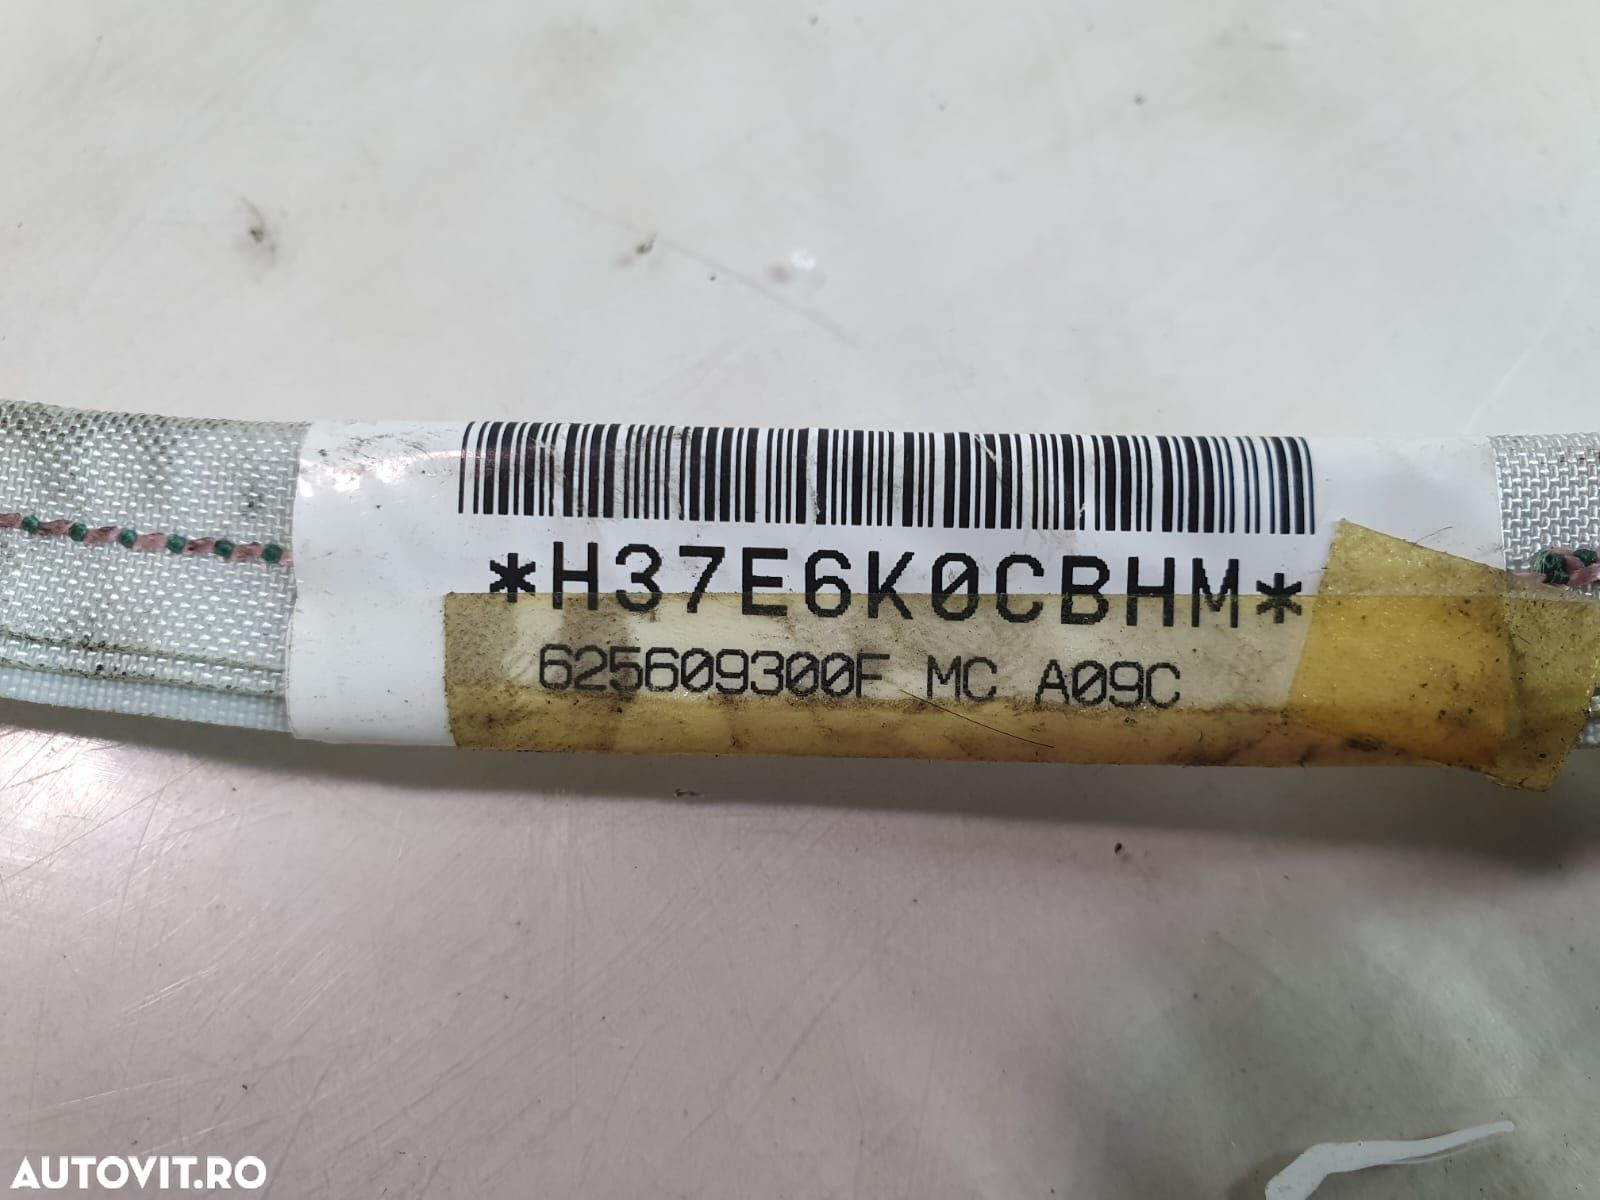 *H37E6K0CBHM*
625609300F MC A09C
AUTOVIT.RO